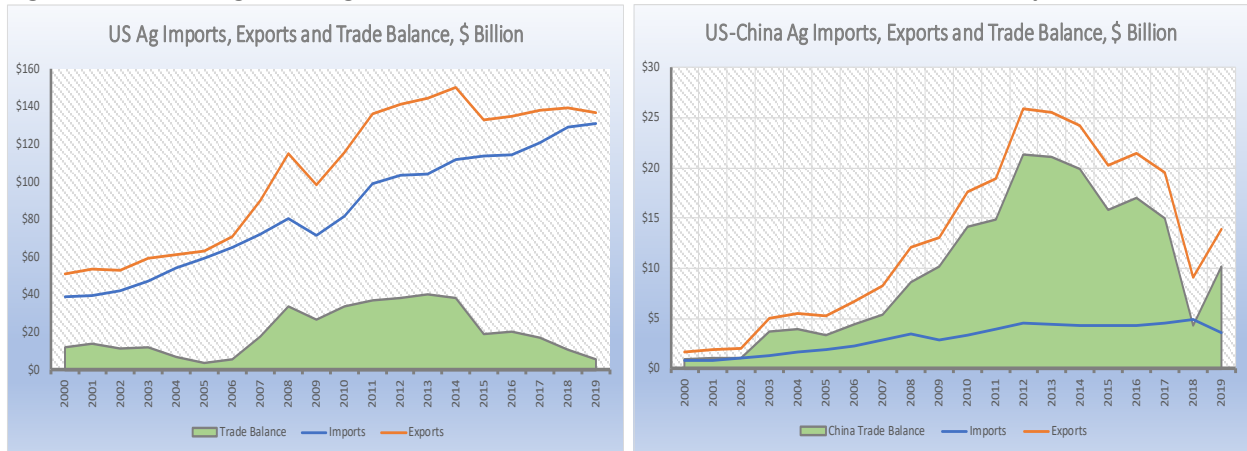 US Ag Imports, Exports and Trade Balance, $ Billion
$160
$140
$120
$100
$80
$60
$40
$20
$0
2000 2001 2002 2003 2004 2005 2006 2007 2008 2009 2010 2011 2012 2013 2014 2015 2016 2017 2018 2019
Trade Balance Imports Exports
US-China Ag Imports, Exports and Trade Balance, $ Billion
$30
$25
$20
$15
$10
$5
$0
2000 2001 2002 2003 2004 2005 2006 2007 2008 2009 2010 2011 2012 2013 2014 2015 2016 2017 2018 2019
China Trade Balance Imports Exports